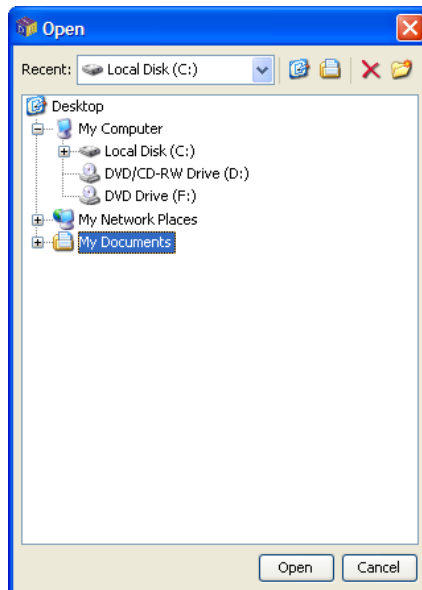 Open
Recent: Local Disk (C:)
Desktop
My Computer
Local Disk (C:)
DVD/CD-RW Drive (D:)
DVD Drive (F:)
My Network Places
My Documents
Open Cancel